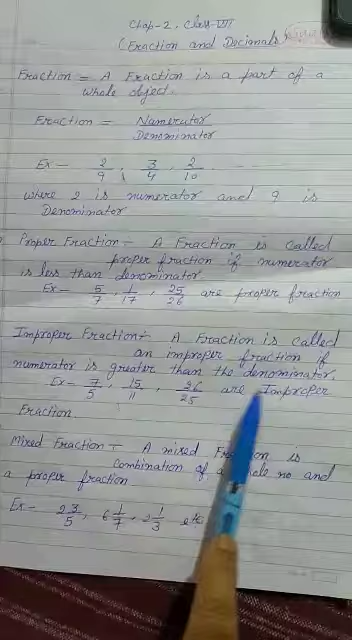 Chap-2, Class-VII
(Fraction and Decimals)
Fraction = A Fraction is a part of a
whole object.
Fraction = Numerator
Denominator
Ex - 2/9, 3/4, 2/10
where 2 is numerator and 9 is
Denominator
Proper Fraction - A Fraction is called
proper fraction if numerator
is less than denominator.
Ex - 5/7, 1/17, 25/26 are proper fraction
Improper Fraction - A Fraction is called
an improper fraction if
numerator is greater than the denominator.
Ex - 7/5, 15/11, 26/25 are Improper
Fraction
Mixed Fraction - A mixed is
combination of a no and
a proper fraction
Ex - 2 3/5, 6 1/7, 2 1/3 etc